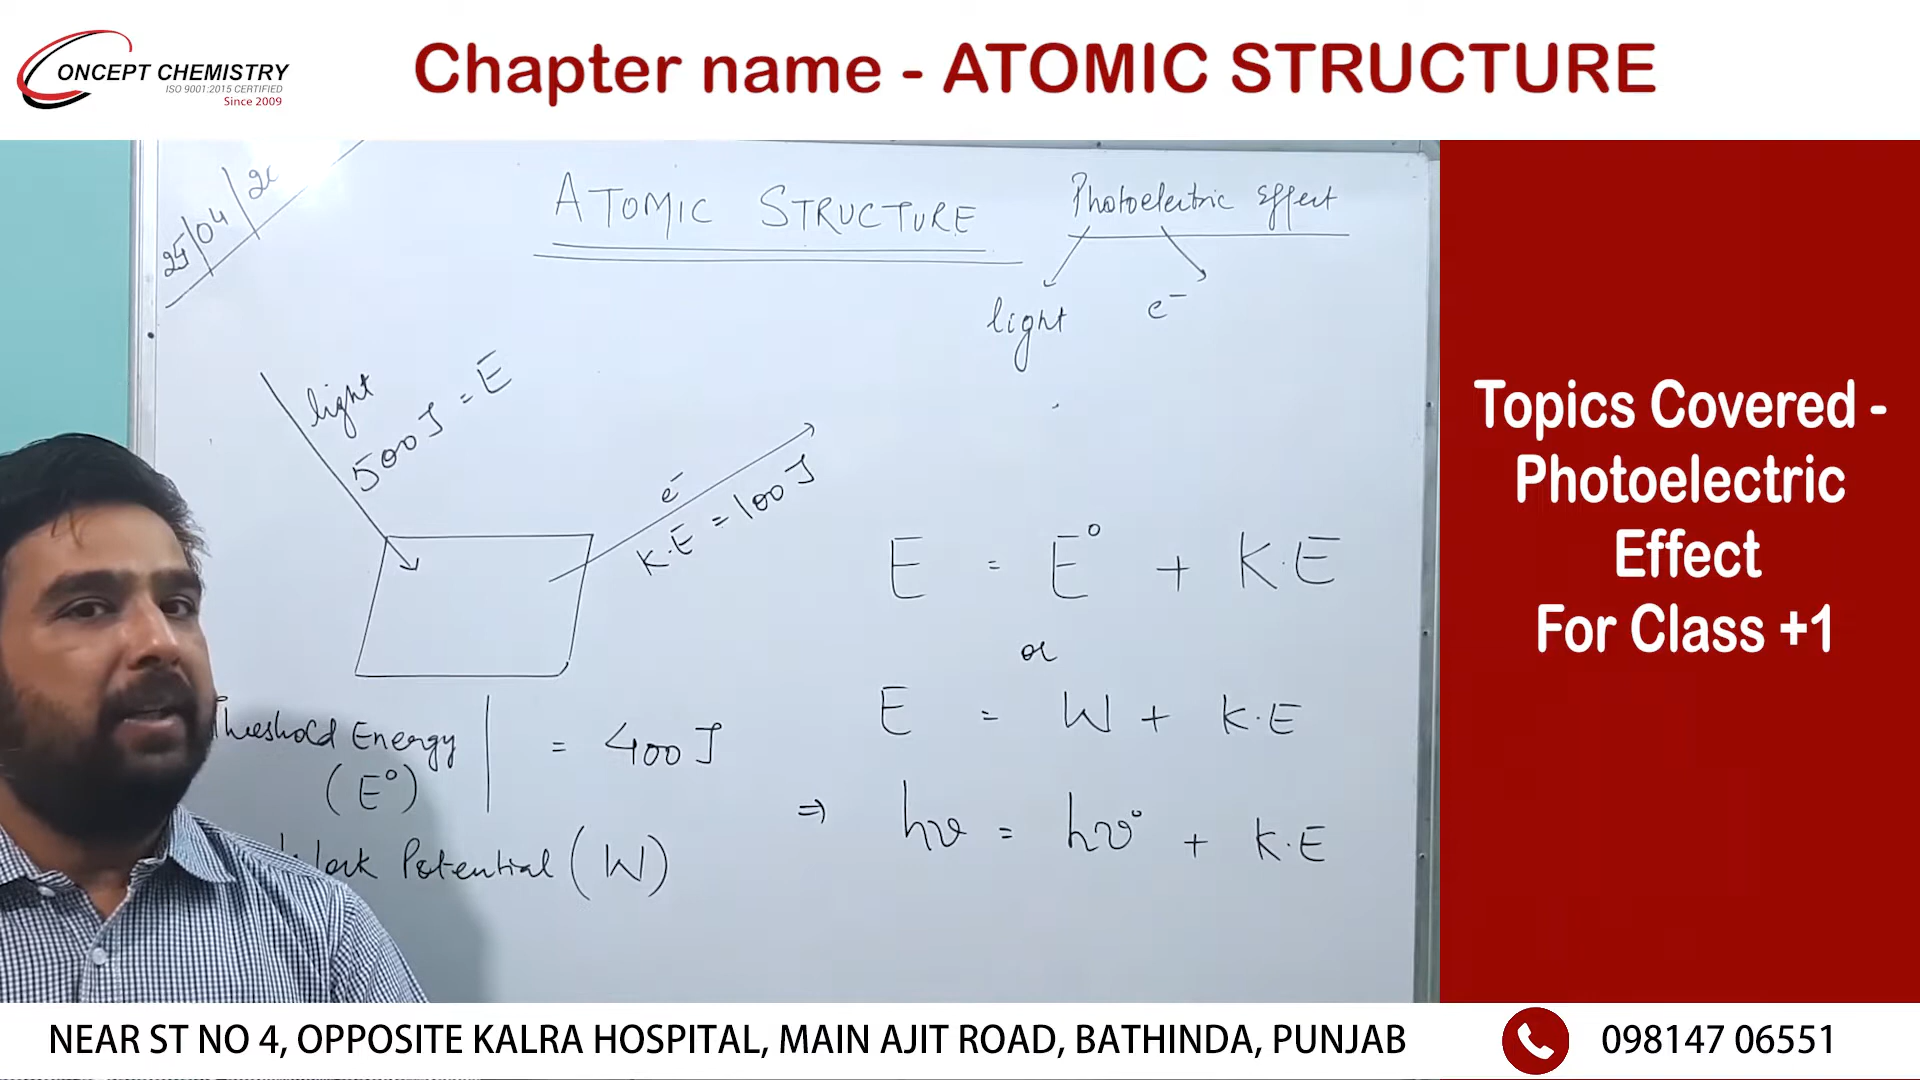 CONCEPT CHEMISTRY
ISO 9001:2015 CERTIFIED
Since 2009
Chapter name - ATOMIC STRUCTURE
25/04/20
ATOMIC STRUCTURE
Photoelectric Effect
light e⁻
light
500 J = E
e⁻
K.E = 100 J
E = E° + K.E
or
E = W + K.E
⇒ hν = hν° + K.E
Threshold Energy = 400 J
(E°)
Work Potential (W)
Topics Covered -
Photoelectric
Effect
For Class +1
NEAR ST NO 4, OPPOSITE KALRA HOSPITAL, MAIN AJIT ROAD, BATHINDA, PUNJAB
098147 06551